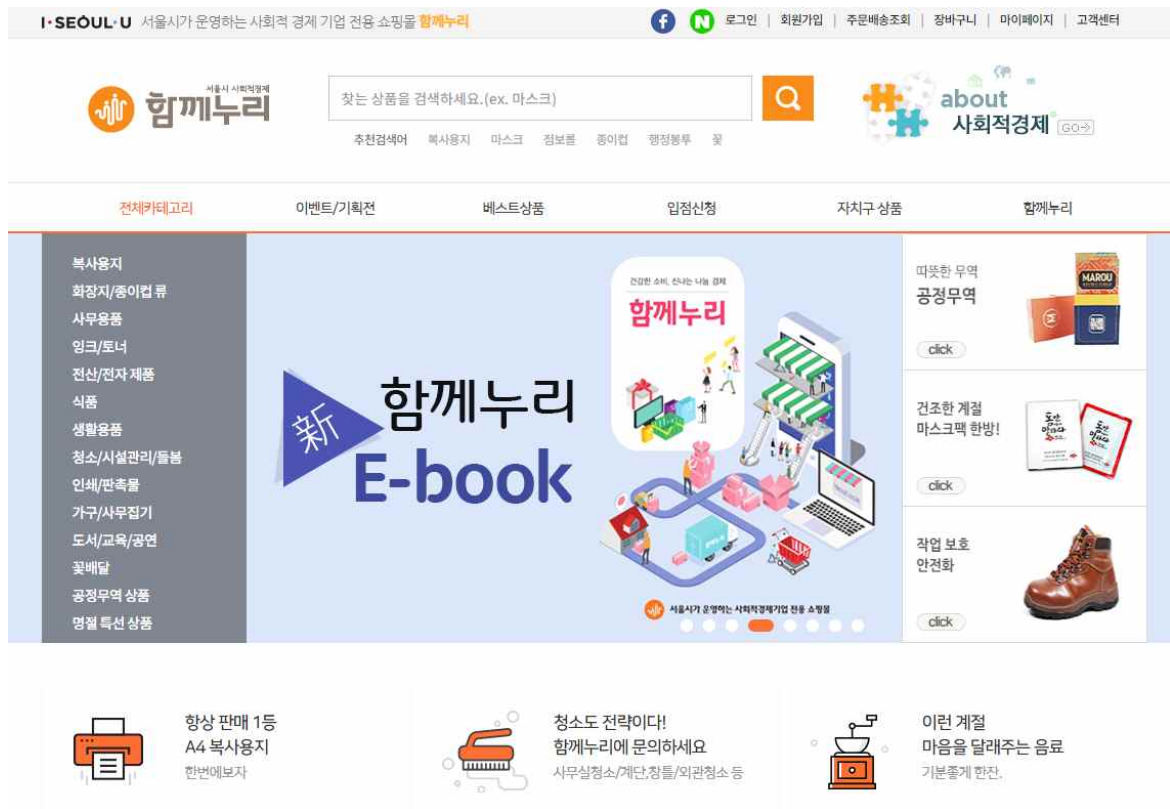 I·SEOUL·U 서울시가 운영하는 사회적 경제 기업 전용 쇼핑몰 함께누리
로그인 | 회원가입 | 주문배송조회 | 장바구니 | 마이페이지 | 고객센터
서울시 사회적경제
함께누리
찾는 상품을 검색하세요.(ex. 마스크)
추천검색어 복사용지 마스크 점보롤 종이컵 행정봉투 꽃
about
사회적경제 GO
전체카테고리 이벤트/기획전 베스트상품 입점신청 자치구 상품 함께누리
복사용지
화장지/종이컵 류
사무용품
잉크/토너
전산/전자 제품
식품
생활용품
청소/시설관리/돌봄
인쇄/판촉물
가구/사무집기
도서/교육/공연
꽃배달
공정무역 상품
명절 특선 상품
新 함께누리
E-book
건강한 소비, 신나는 나눔 경제
함께누리
서울시가 운영하는 사회적경제기업 전용 쇼핑몰
따뜻한 무역
공정무역
click
MAROU
건조한 계절
마스크팩 한방!
click
작업 보호
안전화
click
항상 판매 1등
A4 복사용지
한번에보자
청소도 전략이다!
함께누리에 문의하세요
사무실청소/계단,창틀/외관청소 등
이런 계절
마음을 달래주는 음료
기분좋게 한잔.